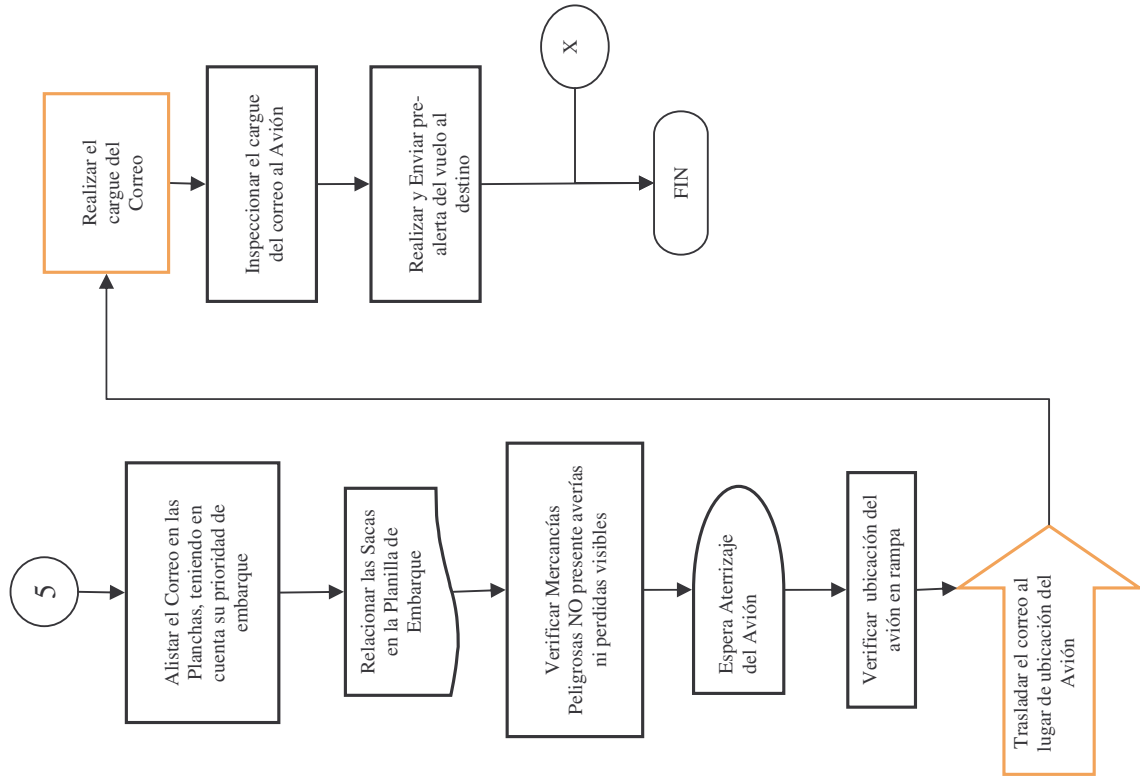 5
Alistar el Correo en las
Planchas, teniendo en
cuenta su prioridad de
embarque
Relacionar las Sacas
en la Planilla de
Embarque
Verificar Mercancías
Peligrosas NO presente averías
ni perdidas visibles
Espera Aterrizaje
del Avión
Verificar ubicación del
avión en rampa
Trasladar el correo al
lugar de ubicación del
Avión
Realizar el
cargue del
Correo
Inspeccionar el cargue
del correo al Avión
Realizar y Enviar pre-
alerta del vuelo al
destino
X
FIN